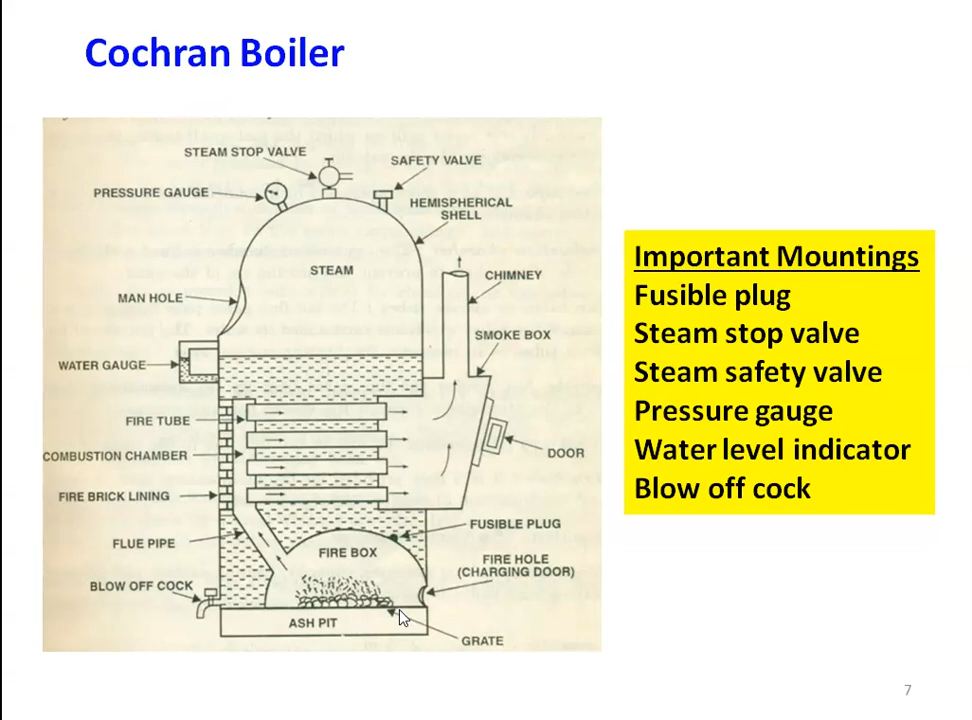 Cochran Boiler
STEAM STOP VALVE
SAFETY VALVE
PRESSURE GAUGE
HEMISPHERICAL
SHELL
STEAM
CHIMNEY
MAN HOLE
SMOKE BOX
WATER GAUGE
FIRE TUBE
DOOR
COMBUSTION CHAMBER
FIRE BRICK LINING
FUSIBLE PLUG
FLUE PIPE
FIRE BOX
FIRE HOLE
(CHARGING DOOR)
BLOW OFF COCK
ASH PIT
GRATE
Important Mountings
Fusible plug
Steam stop valve
Steam safety valve
Pressure gauge
Water level indicator
Blow off cock
7